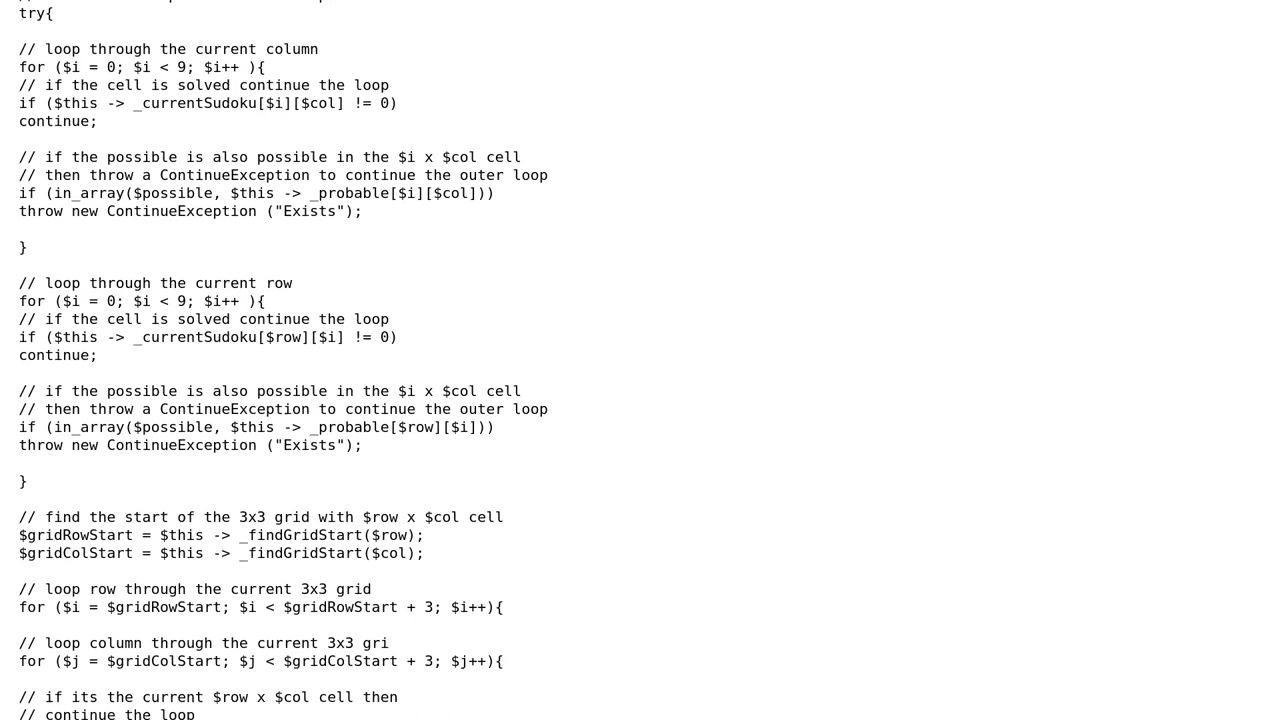 try{
// loop through the current column
for ($i = 0; $i < 9; $i++ ){
// if the cell is solved continue the loop
if ($this -> _currentSudoku[$i][$col] != 0)
continue;
// if the possible is also possible in the $i x $col cell
// then throw a ContinueException to continue the outer loop
if (in_array($possible, $this -> _probable[$i][$col]))
throw new ContinueException ("Exists");
}
// loop through the current row
for ($i = 0; $i < 9; $i++ ){
// if the cell is solved continue the loop
if ($this -> _currentSudoku[$row][$i] != 0)
continue;
// if the possible is also possible in the $i x $col cell
// then throw a ContinueException to continue the outer loop
if (in_array($possible, $this -> _probable[$row][$i]))
throw new ContinueException ("Exists");
}
// find the start of the 3x3 grid with $row x $col cell
$gridRowStart = $this -> _findGridStart($row);
$gridColStart = $this -> _findGridStart($col);
// loop row through the current 3x3 grid
for ($i = $gridRowStart; $i < $gridRowStart + 3; $i++){
// loop column through the current 3x3 gri
for ($j = $gridColStart; $j < $gridColStart + 3; $j++){
// if its the current $row x $col cell then
// continue the loop